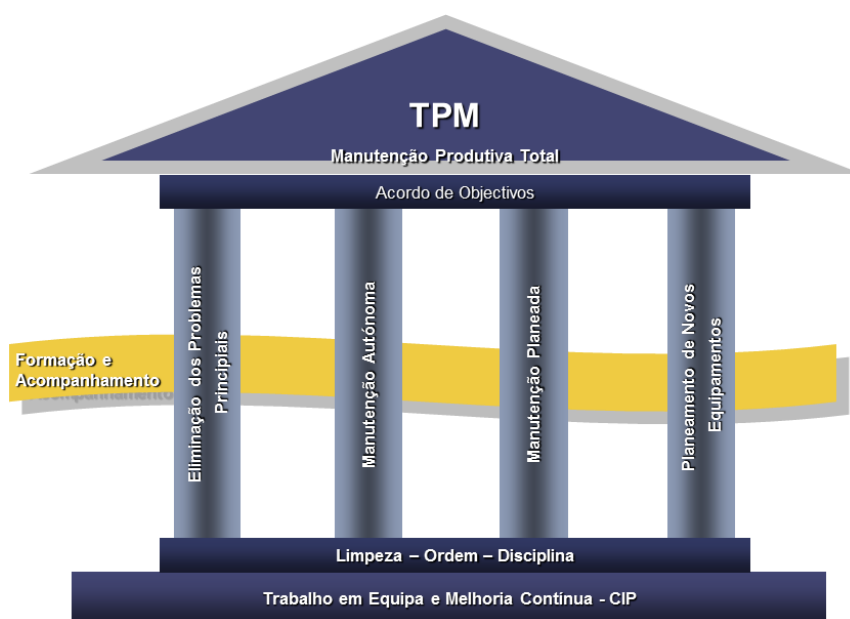 TPM
Manutenção Produtiva Total
Acordo de Objectivos
Formação e
Acompanhamento
Eliminação dos Problemas
Principiais
Manutenção Autónoma
Manutenção Planeada
Planeamento de Novos
Equipamentos
Limpeza – Ordem – Disciplina
Trabalho em Equipa e Melhoria Contínua - CIP